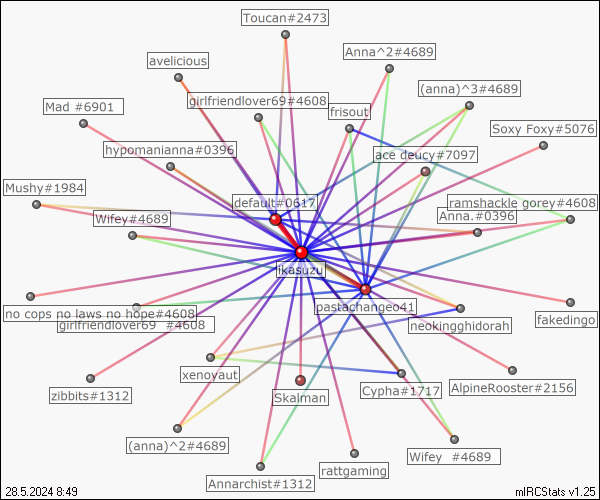 Toucan#2473
Anna^2#4689
avelicious
(anna)^3#4689
girlfriendlover69#4608
Mad #6901
frisout
Soxy Foxy#5076
hypomanianna#0396
ace deucy#7097
Mushy#1984
default#0617
ramshackle gorey#4608
Wifey#4689
Anna.#0396
ikasuzu
no cops no laws no hope#4608
pastachangeo41
fakedingo
girlfriendlover69 #4608
neokingghidorah
xenoyaut
zibbits#1312
Skalman
Cypha#1717
AlpineRooster#2156
(anna)^2#4689
Wifey #4689
rattgaming
Annarchist#1312
28.5.2024 8:49
mIRCStats v1.25